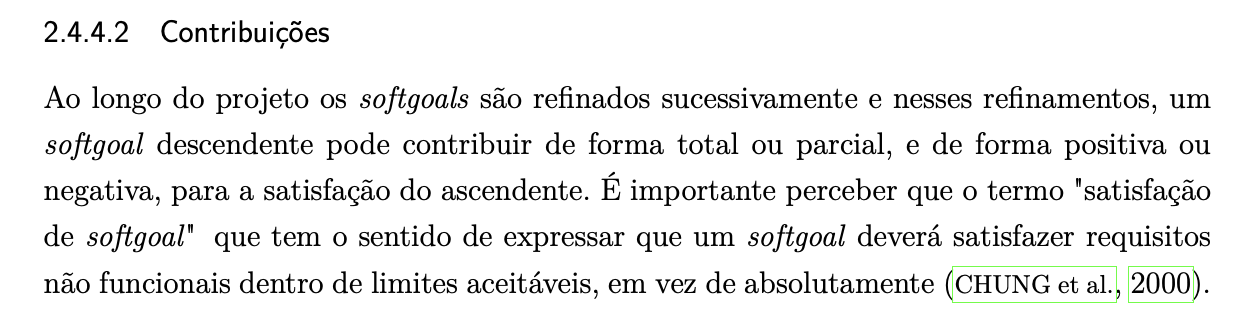 2.4.4.2 Contribuições
Ao longo do projeto os softgoals são refinados sucessivamente e nesses refinamentos, um
softgoal descendente pode contribuir de forma total ou parcial, e de forma positiva ou
negativa, para a satisfação do ascendente. É importante perceber que o termo "satisfação
de softgoal" que tem o sentido de expressar que um softgoal deverá satisfazer requisitos
não funcionais dentro de limites aceitáveis, em vez de absolutamente (CHUNG et al., 2000).